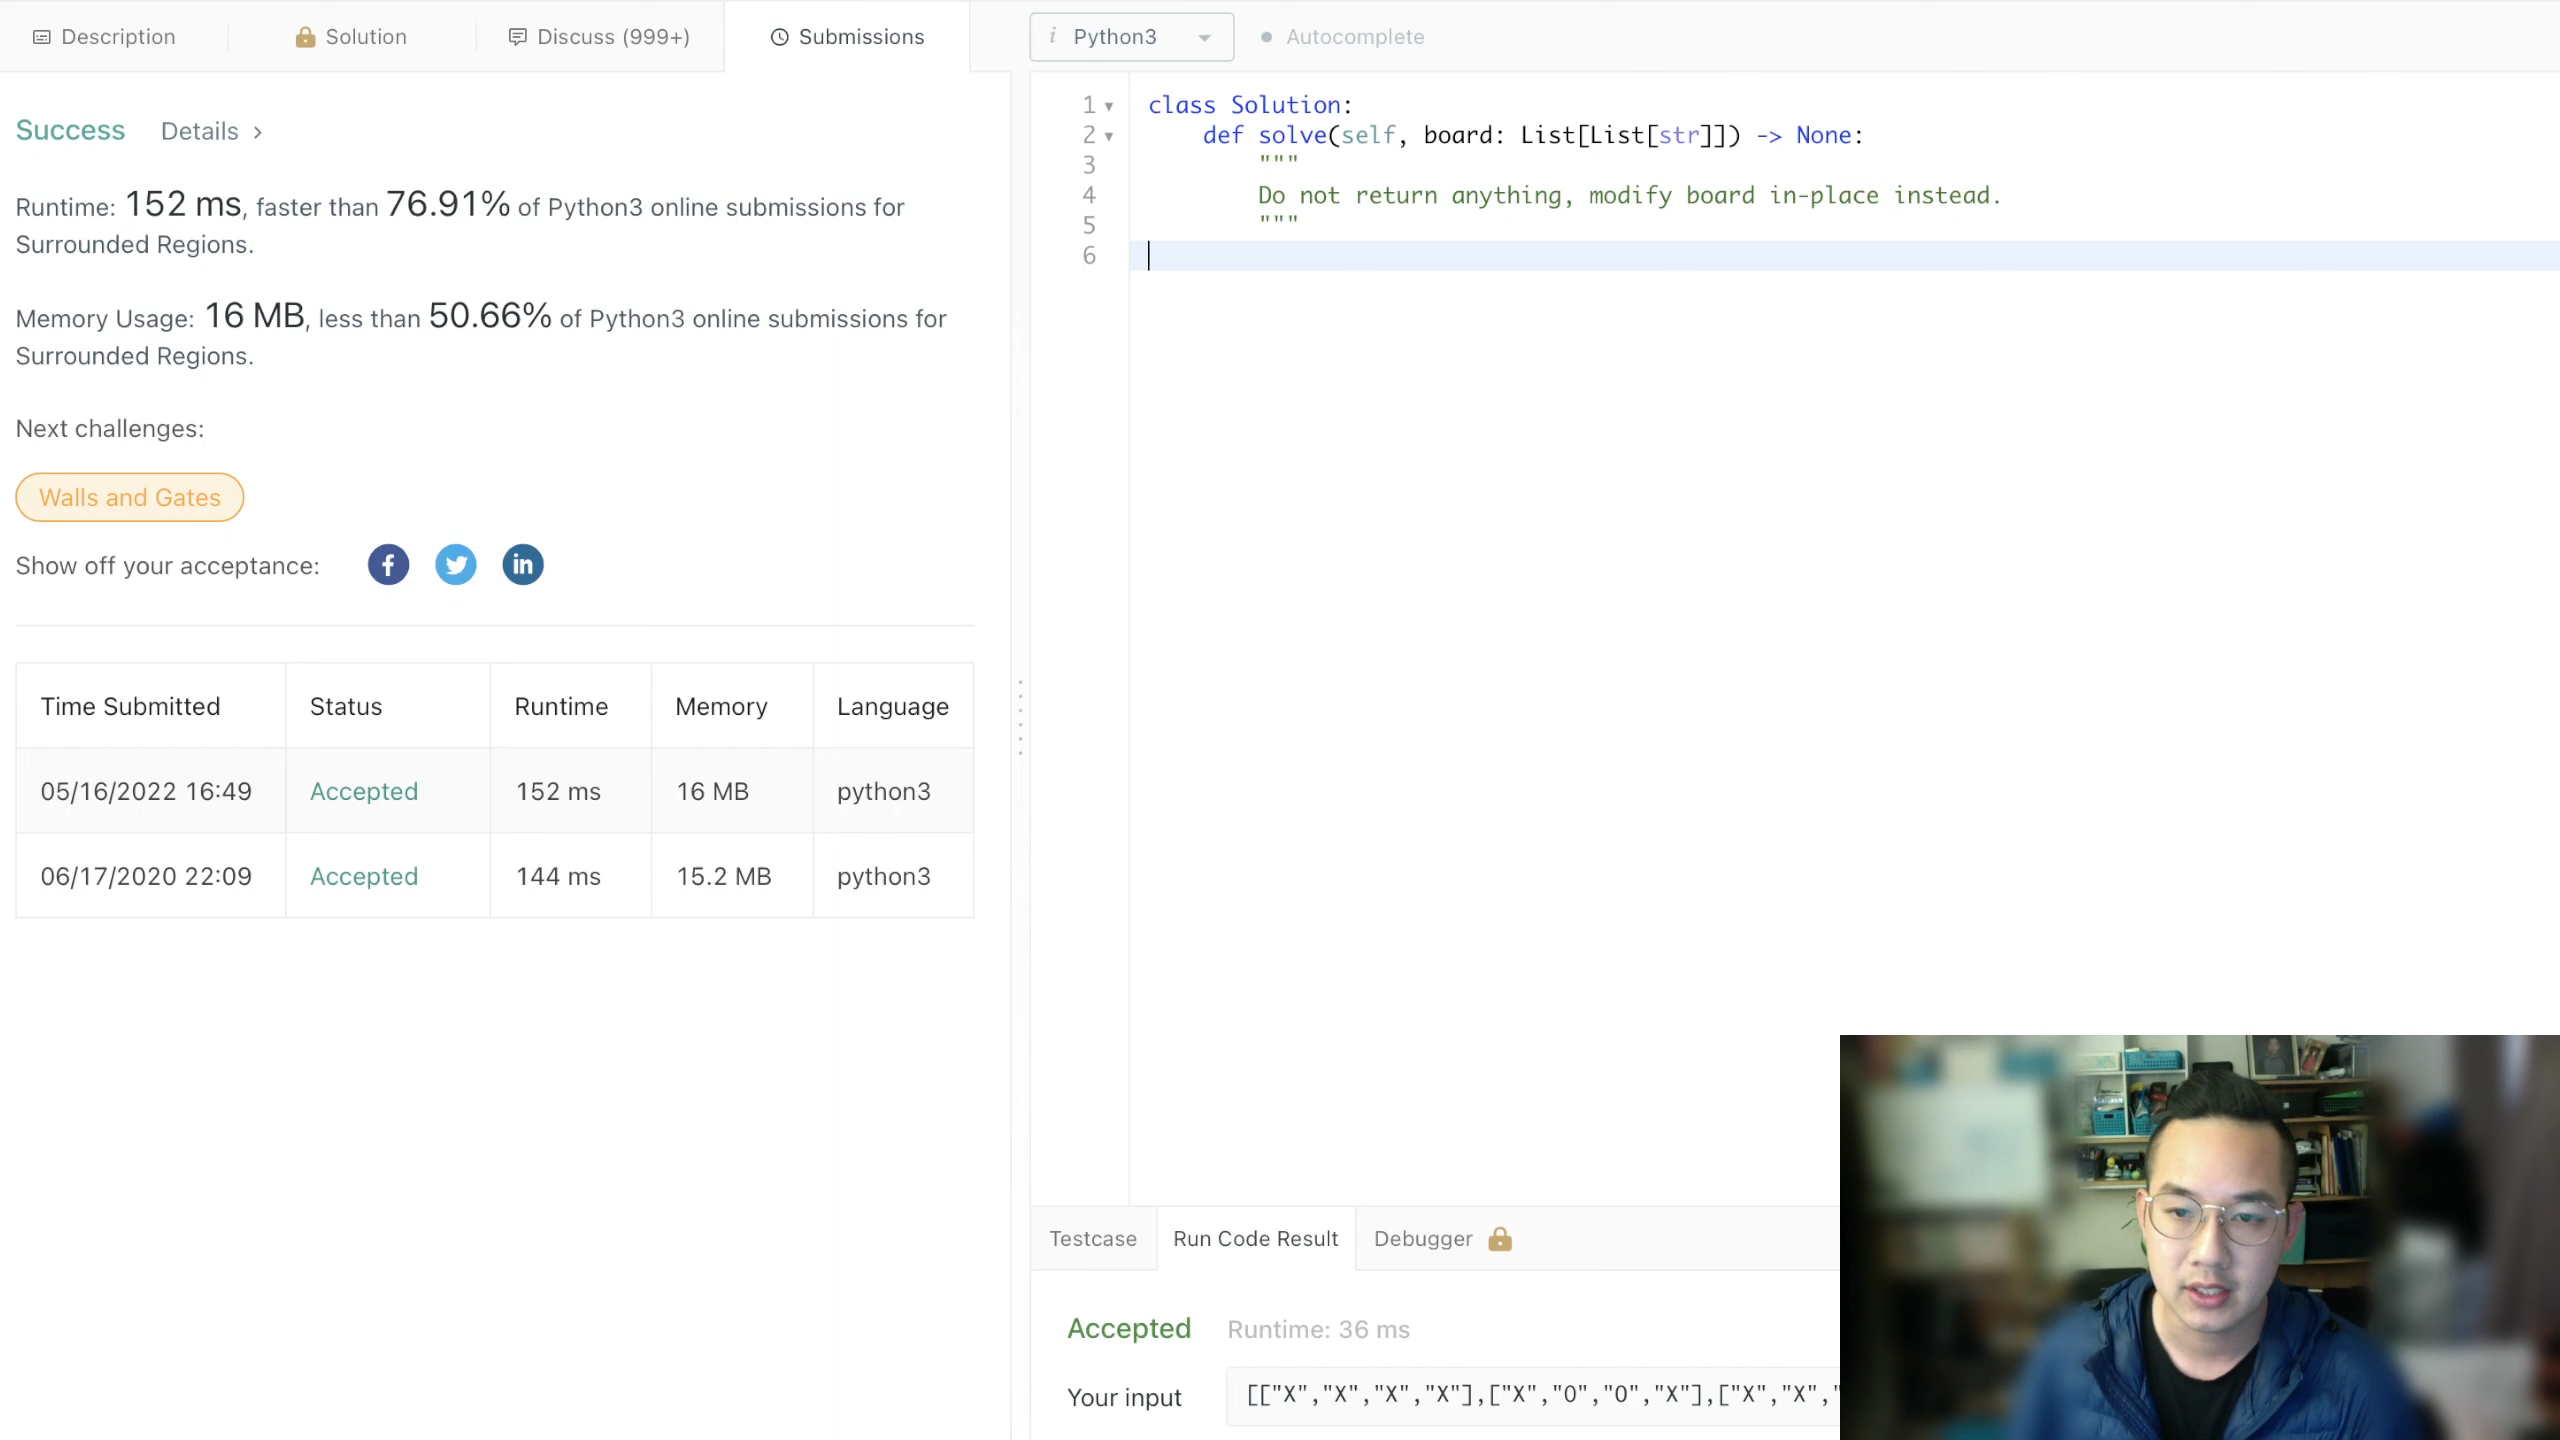 Description
Solution
Discuss (999+)
Submissions
i Python3
Autocomplete
Success Details >
Runtime: 152 ms, faster than 76.91% of Python3 online submissions for
Surrounded Regions.
Memory Usage: 16 MB, less than 50.66% of Python3 online submissions for
Surrounded Regions.
Next challenges:
Walls and Gates
Show off your acceptance: f in
Time Submitted Status Runtime Memory Language
05/16/2022 16:49 Accepted 152 ms 16 MB python3
06/17/2020 22:09 Accepted 144 ms 15.2 MB python3
1 class Solution:
2 def solve(self, board: List[List[str]]) -> None:
3 """
4 Do not return anything, modify board in-place instead.
5 """
6
Testcase Run Code Result Debugger
Accepted Runtime: 36 ms
Your input [["X","X","X","X"],["X","O","O","X"],["X","X","